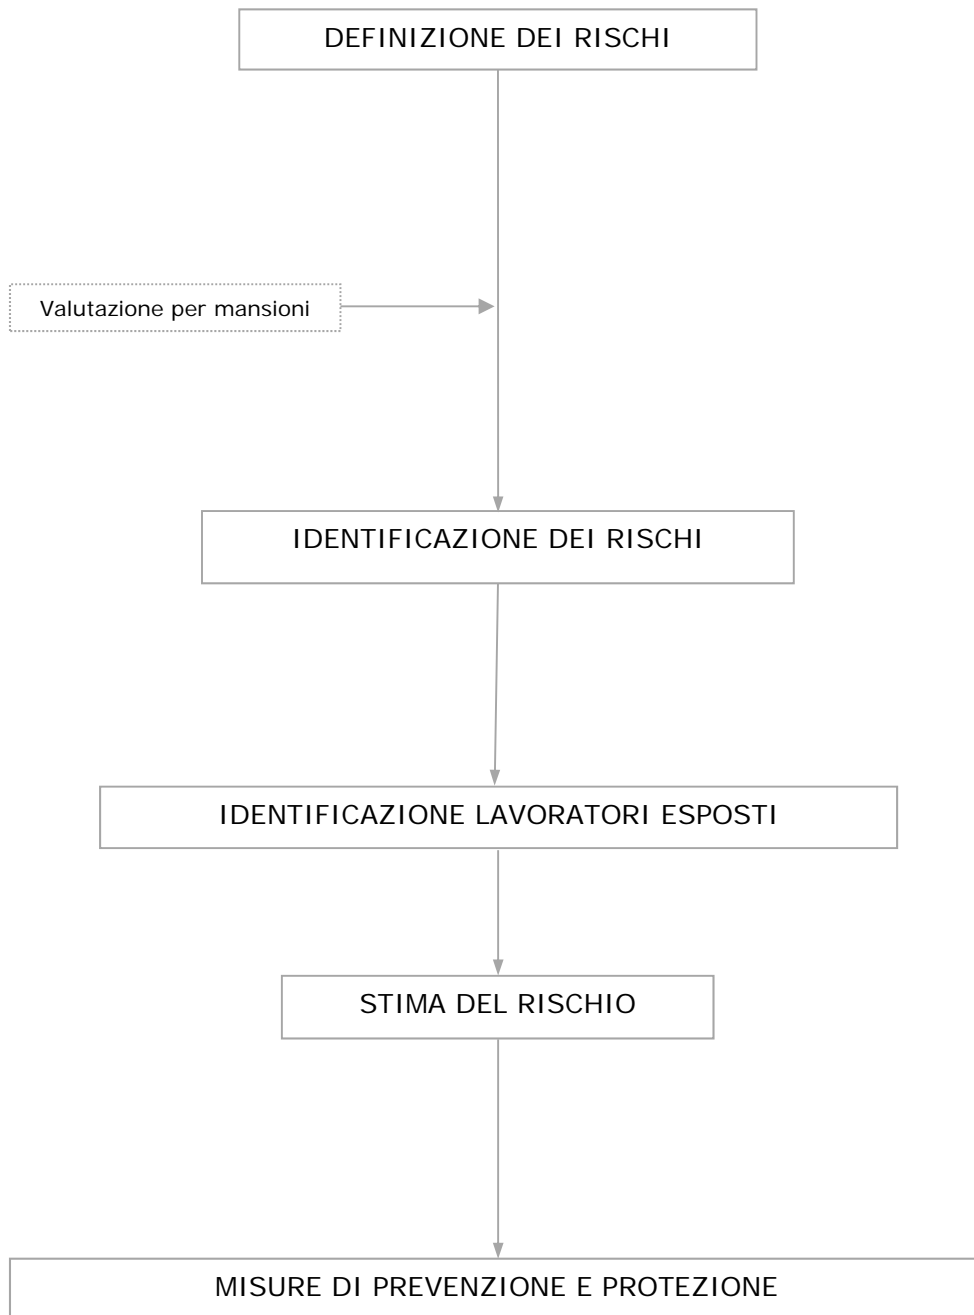 DEFINIZIONE DEI RISCHI
Valutazione per mansioni
IDENTIFICAZIONE DEI RISCHI
IDENTIFICAZIONE LAVORATORI ESPOSTI
STIMA DEL RISCHIO
MISURE DI PREVENZIONE E PROTEZIONE